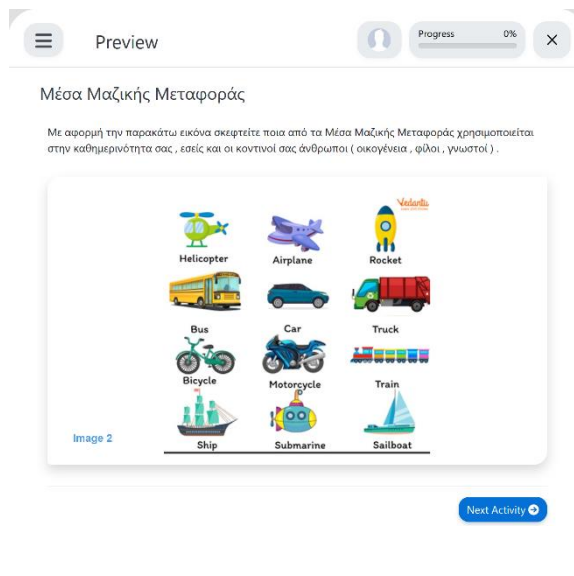 Preview
Progress 0%
Μέσα Μαζικής Μεταφοράς
Με αφορμή την παρακάτω εικόνα σκεφτείτε ποια από τα Μέσα Μαζικής Μεταφοράς χρησιμοποιείται
στην καθημερινότητα σας , εσείς και οι κοντινοί σας άνθρωποι ( οικογένεια , φίλοι , γνωστοί ) .
Vedantu
Helicopter Airplane Rocket
Bus Car Truck
Bicycle Motorcycle Train
Image 2
Ship Submarine Sailboat
Next Activity